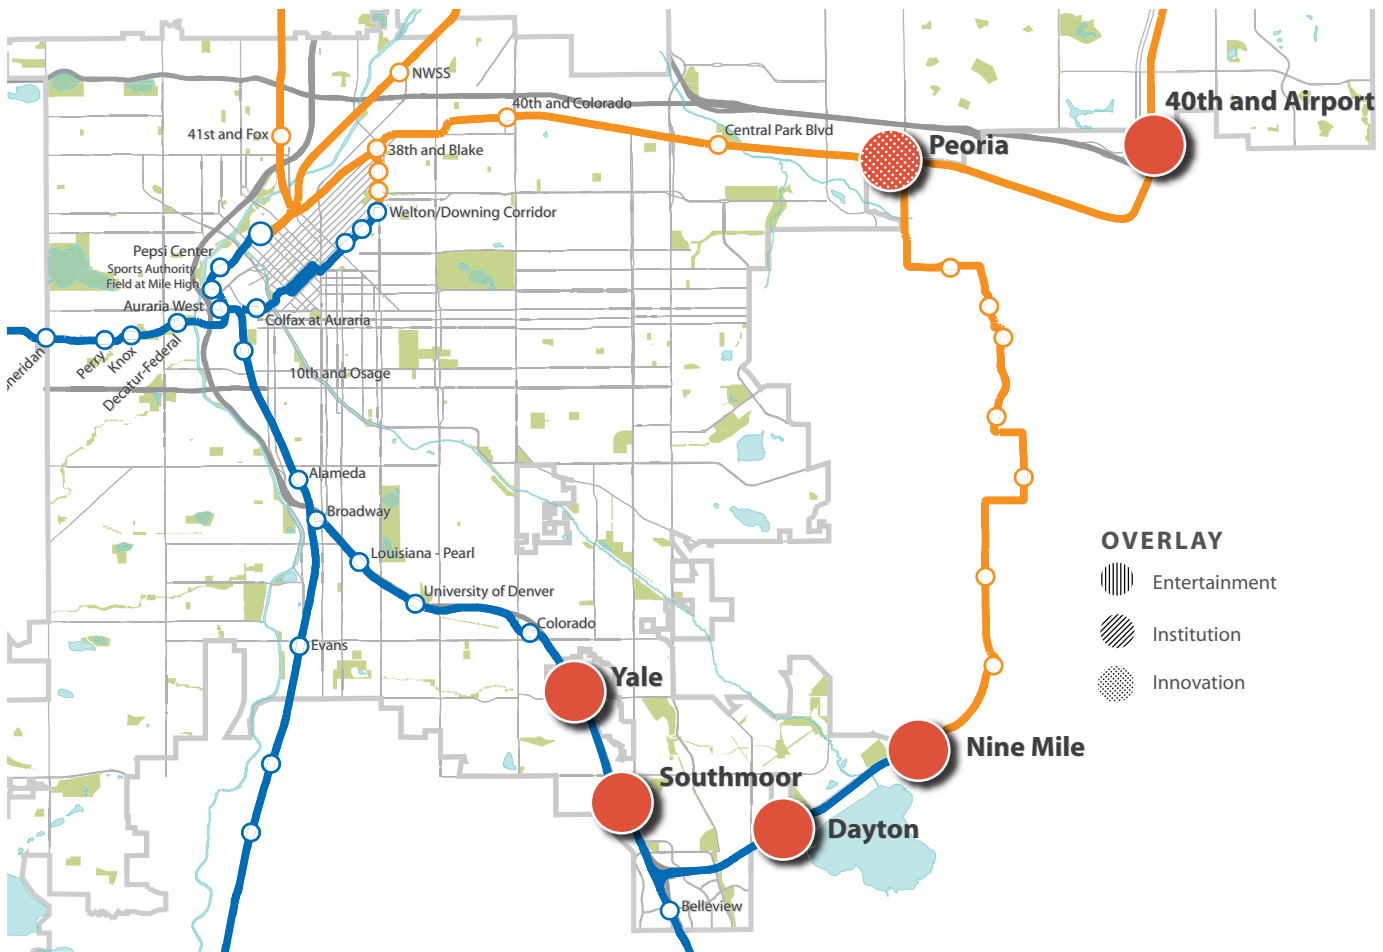 NWSS
40th and Colorado
40th and Airport
41st and Fox
Central Park Blvd
Peoria
38th and Blake
Welton/Downing Corridor
Pepsi Center
Sports Authority
Field at Mile High
Auraria West
Colfax at Auraria
Perry
Knox
Decatur-Federal
10th and Osage
Alameda
Broadway
Louisiana - Pearl
University of Denver
Colorado
Evans
Yale
Southmoor
Nine Mile
Dayton
Belleview
OVERLAY
Entertainment
Institution
Innovation